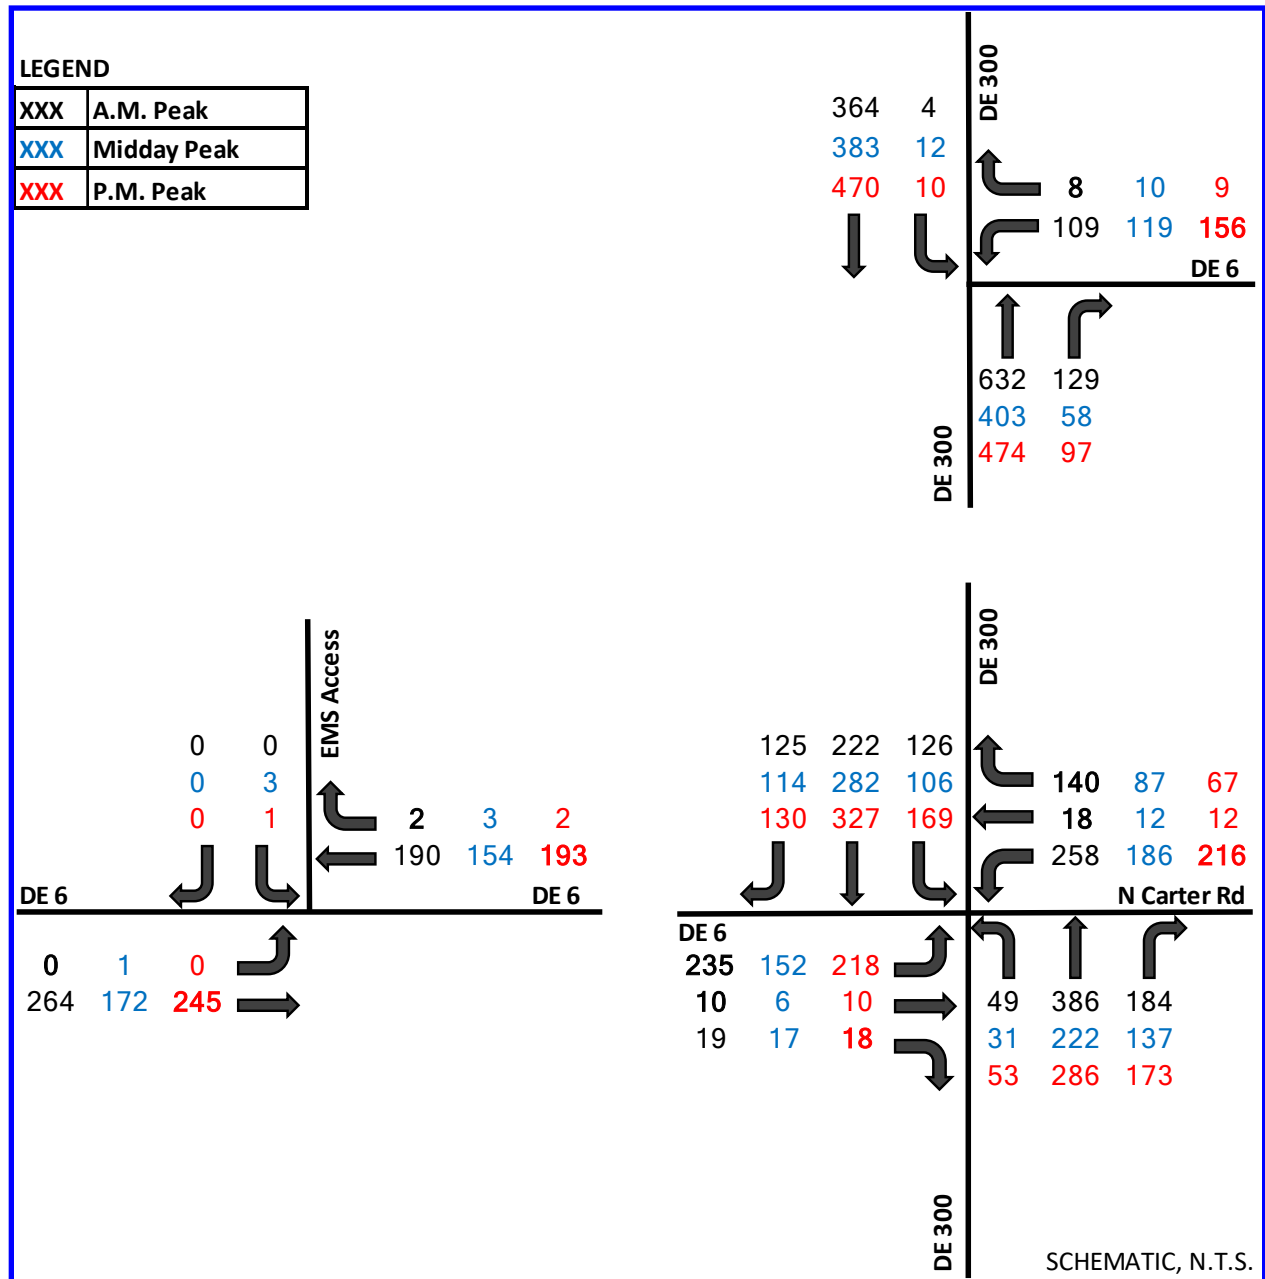 LEGEND
XXX A.M. Peak
XXX Midday Peak
XXX P.M. Peak
DE 300
364 4
383 12
470 10
8 10 9
109 119 156
DE 6
632 129
403 58
474 97
DE 300
EMS Access
0 0
0 3
0 1
2 3 2
190 154 193
DE 6 DE 6
0 1 0
264 172 245
DE 300
125 222 126
114 282 106
130 327 169
140 87 67
18 12 12
258 186 216
N Carter Rd
DE 6
235 152 218
10 6 10
19 17 18
49 386 184
31 222 137
53 286 173
DE 300
SCHEMATIC, N.T.S.